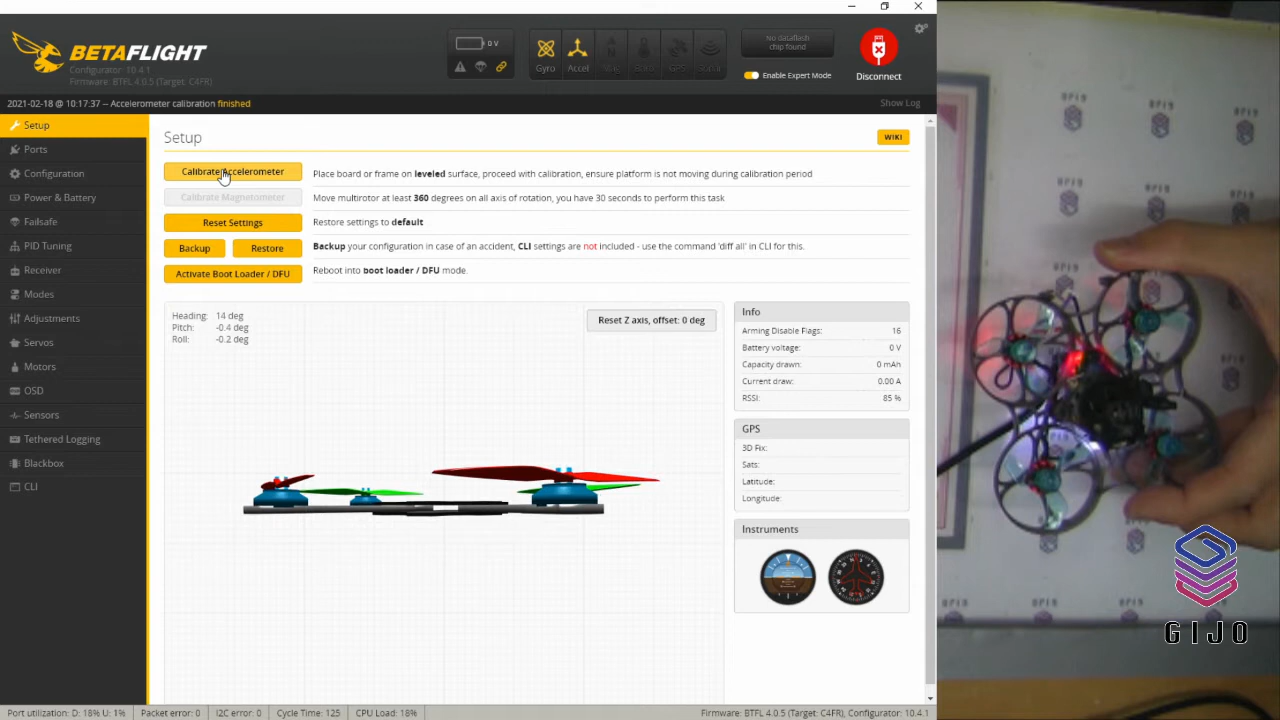 BETAFLIGHT
Configurator: 10.4.1
Firmware: BTFL 4.0.5 (Target: C4FR)
0 V
Gyro
Accel
No dataflash
chip found
Enable Expert Mode
Disconnect
2021-02-18 @ 10:17:37 -- Accelerometer calibration finished
Show Log
Setup
Ports
Configuration
Power & Battery
Failsafe
PID Tuning
Receiver
Modes
Adjustments
Servos
Motors
OSD
Sensors
Tethered Logging
Blackbox
CLI
Setup
WIKI
Calibrate Accelerometer
Place board or frame on leveled surface, proceed with calibration, ensure platform is not moving during calibration period
Calibrate Magnetometer
Move multirotor at least 360 degrees on all axis of rotation, you have 30 seconds to perform this task
Reset Settings
Restore settings to default
Backup
Restore
Backup your configuration in case of an accident, CLI settings are not included - use the command 'diff all' in CLI for this.
Activate Boot Loader / DFU
Reboot into boot loader / DFU mode.
Heading: 14 deg
Pitch: -0.4 deg
Roll: -0.2 deg
Reset Z axis, offset: 0 deg
Info
Arming Disable Flags: 16
Battery voltage: 0 V
Capacity drawn: 0 mAh
Current draw: 0.00 A
RSSI: 85 %
GPS
3D Fix:
Sats:
Latitude:
Longitude:
Instruments
GIJO
Port utilization: D: 18% U: 1%
Packet error: 0
I2C error: 0
Cycle Time: 125
CPU Load: 18%
Firmware: BTFL 4.0.5 (Target: C4FR), Configurator: 10.4.1